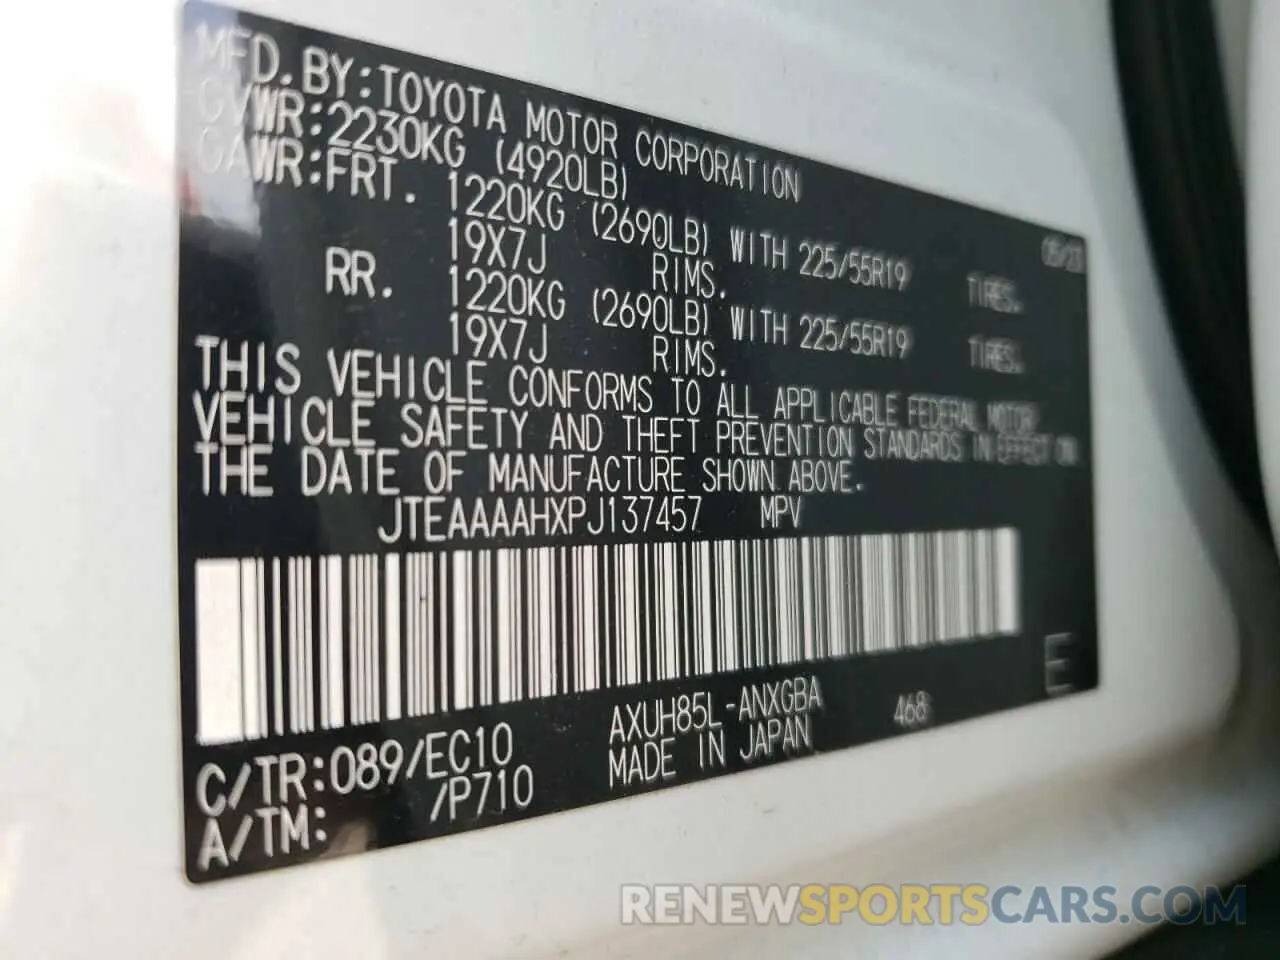 MFD.BY:TOYOTA MOTOR CORPORATION 05/23
GVWR:2230KG (4920LB)
GAWR:FRT. 1220KG (2690LB) WITH 225/55R19 TIRES.
19X7J RIMS.
RR. 1220KG (2690LB) WITH 225/55R19 TIRES.
19X7J RIMS.
THIS VEHICLE CONFORMS TO ALL APPLICABLE FEDERAL MOTOR
VEHICLE SAFETY AND THEFT PREVENTION STANDARDS IN EFFECT ON
THE DATE OF MANUFACTURE SHOWN ABOVE.
JTEAAAAHXPJ137457 MPV
E
C/TR:089/EC10 AXUH85L-ANXGBA 468
A/TM: /P710 MADE IN JAPAN
RENEWSPORTSCARS.COM